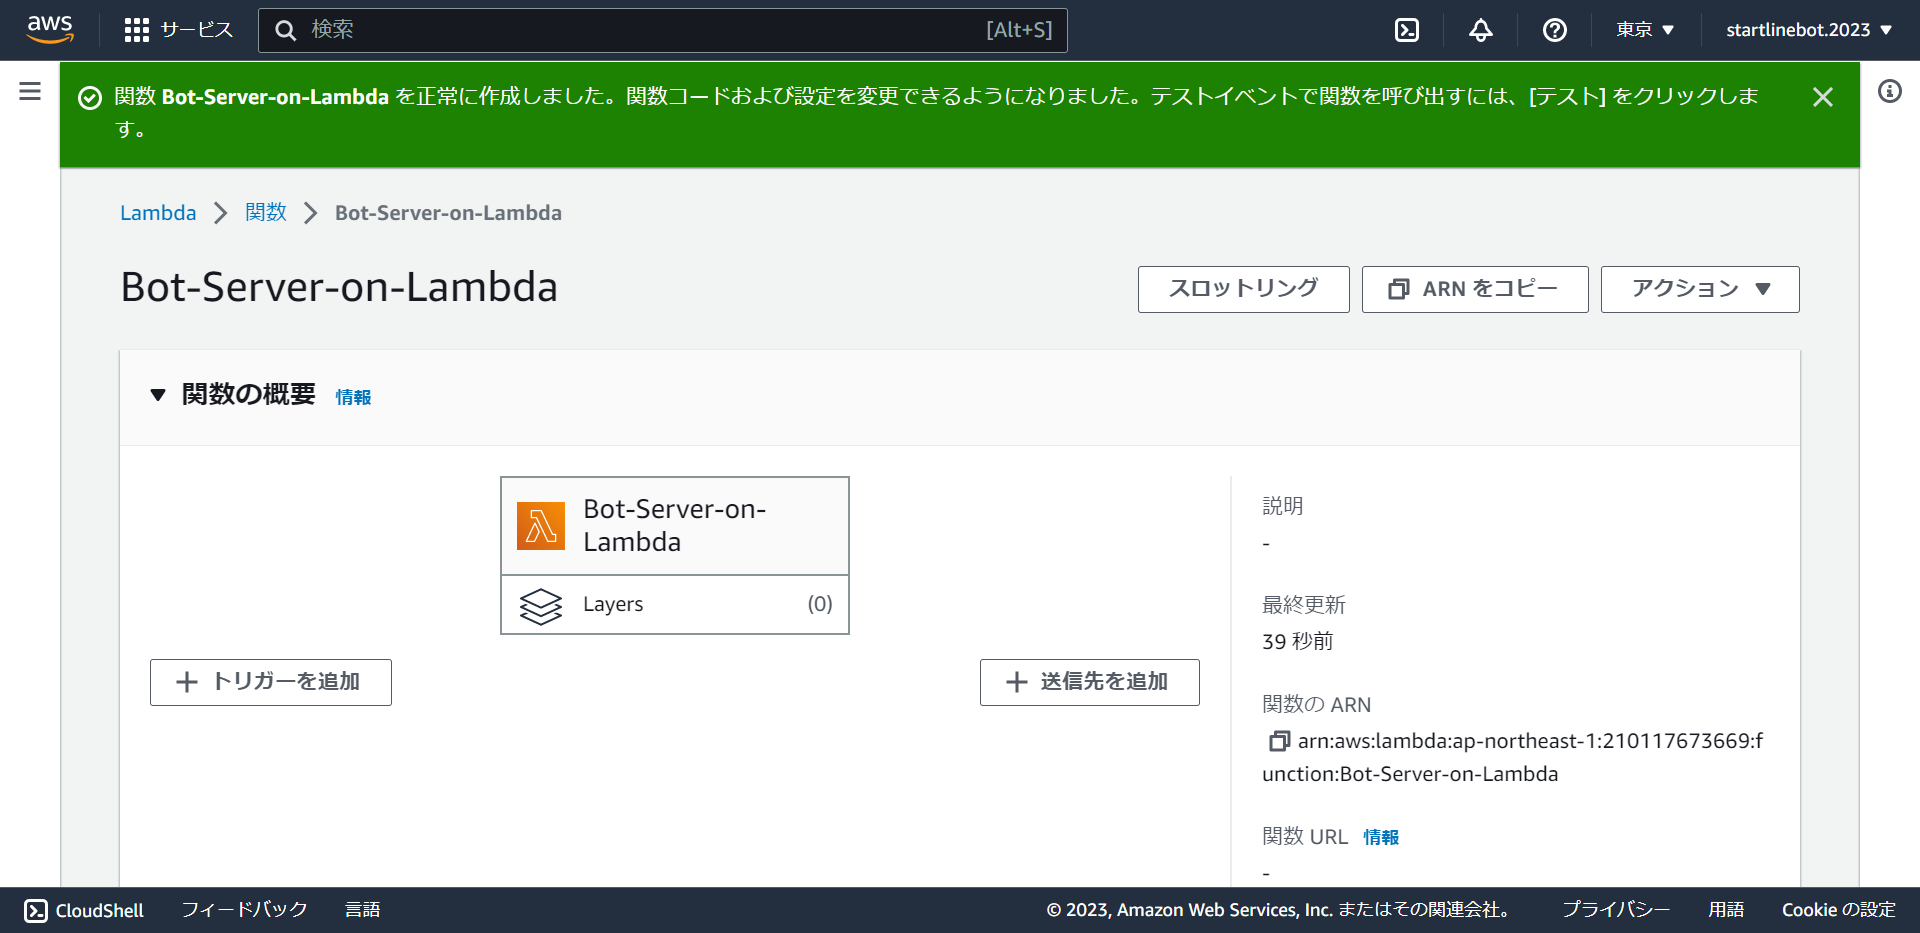 aws
サービス
検索
[Alt+S]
東京
startlinebot.2023
関数 Bot-Server-on-Lambda を正常に作成しました。関数コードおよび設定を変更できるようになりました。テストイベントで関数を呼び出すには、[テスト] をクリックしま
す。
Lambda
関数
Bot-Server-on-Lambda
Bot-Server-on-Lambda
スロットリング
ARN をコピー
アクション
関数の概要
情報
Bot-Server-on-
Lambda
Layers
(0)
トリガーを追加
送信先を追加
説明
-
最終更新
39 秒前
関数の ARN
arn:aws:lambda:ap-northeast-1:210117673669:f
unction:Bot-Server-on-Lambda
関数 URL
情報
-
CloudShell
フィードバック
言語
© 2023, Amazon Web Services, Inc. またはその関連会社。
プライバシー
用語
Cookie の設定